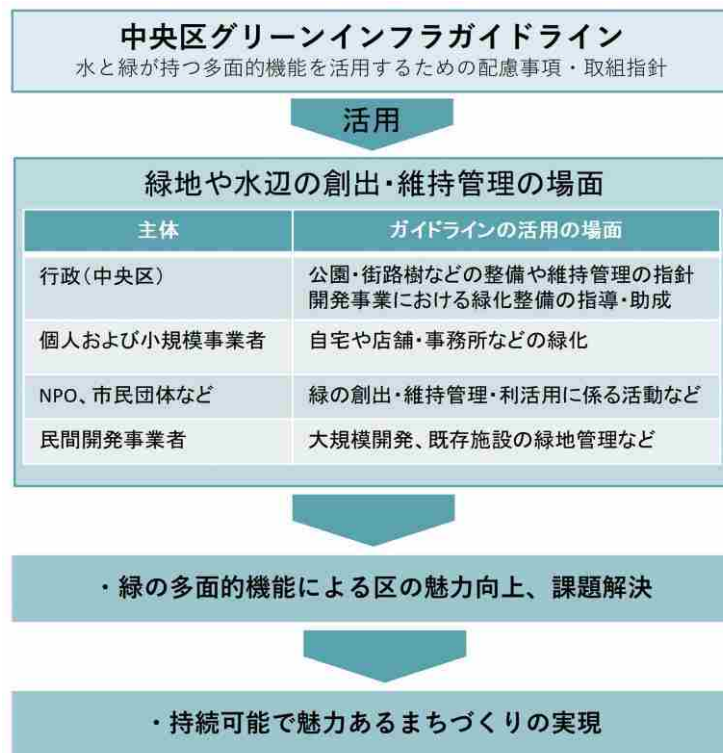 中央区グリーンインフラガイドライン
水と緑が持つ多面的機能を活用するための配慮事項・取組指針
活用
緑地や水辺の創出・維持管理の場面
主体
ガイドラインの活用の場面
行政(中央区)
公園・街路樹などの整備や維持管理の指針
開発事業における緑化整備の指導・助成
個人および小規模事業者
自宅や店舗・事務所などの緑化
NPO、市民団体など
緑の創出・維持管理・利活用に係る活動など
民間開発事業者
大規模開発、既存施設の緑地管理など
・緑の多面的機能による区の魅力向上、課題解決
・持続可能で魅力あるまちづくりの実現